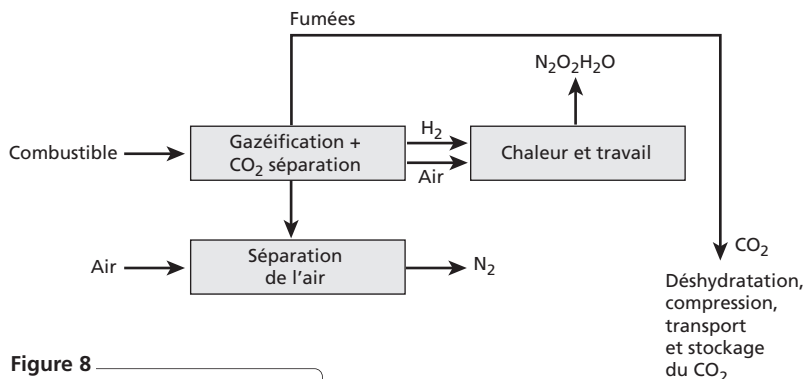 Fumées
N2O2H2O
Combustible
Gazéification +
CO2 séparation
H2
Air
Chaleur et travail
Air
Séparation
de l'air
N2
CO2
Déshydratation,
compression,
transport
et stockage
du CO2
Figure 8